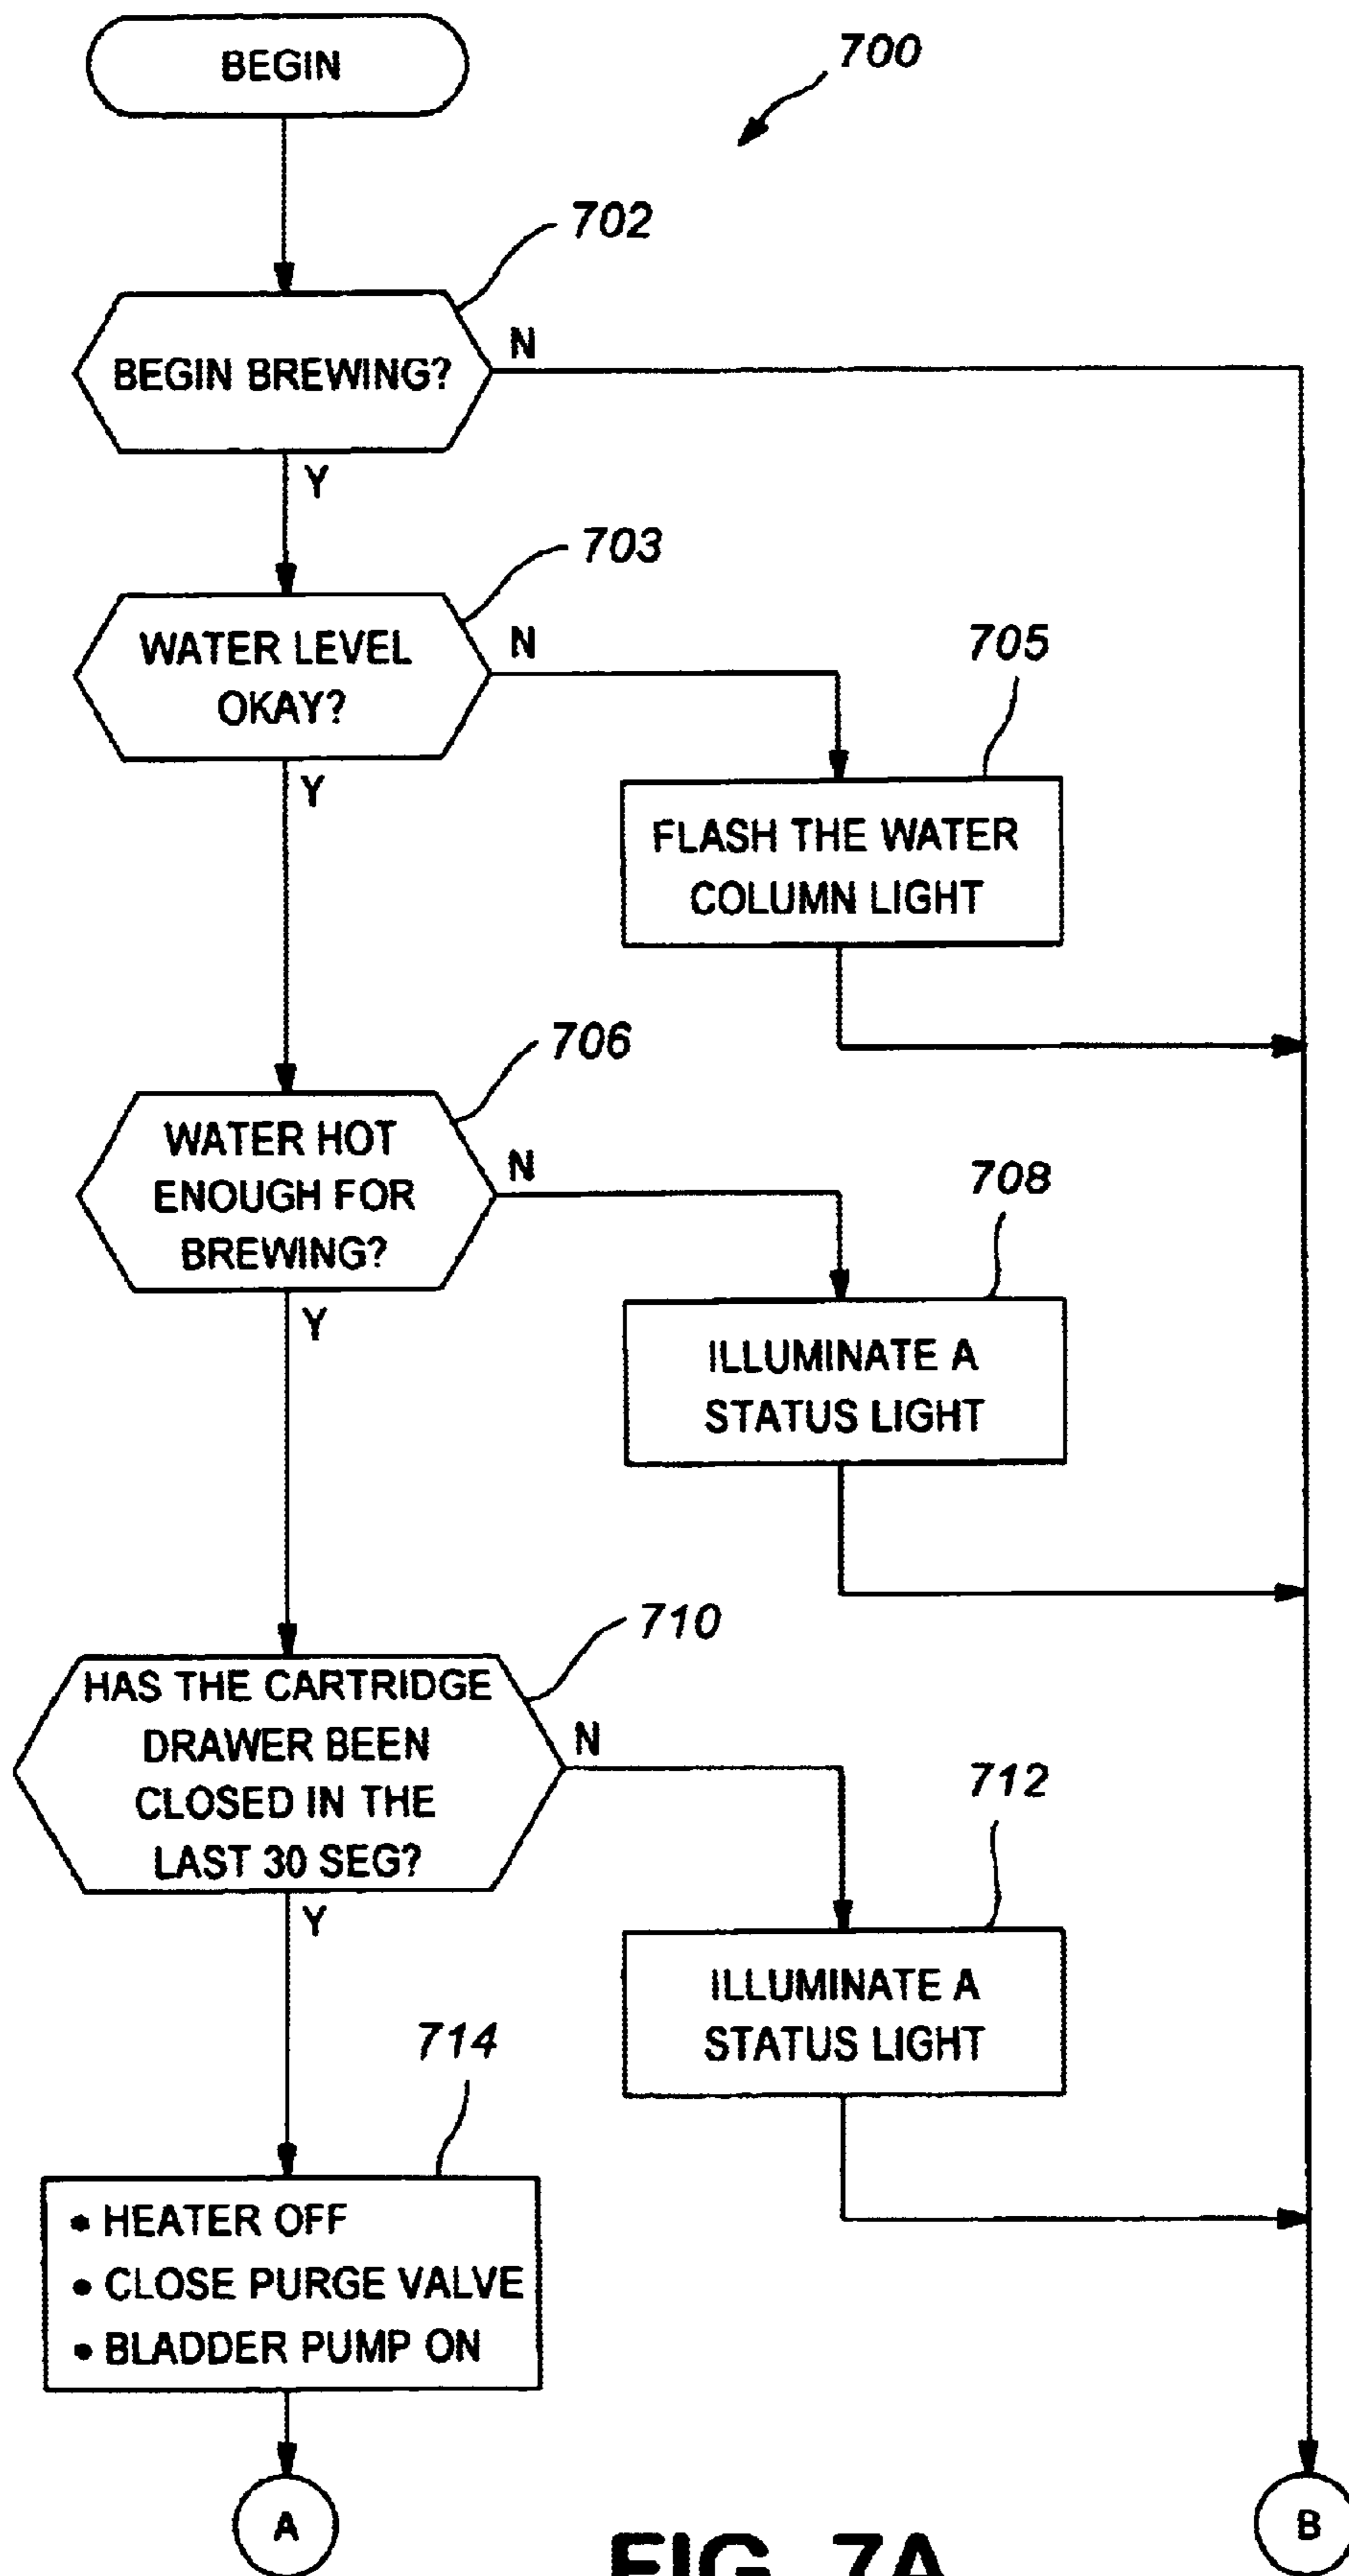 BEGIN
700
702
BEGIN BREWING?
N
Y
703
WATER LEVEL
OKAY?
N
Y
705
FLASH THE WATER
COLUMN LIGHT
706
WATER HOT
ENOUGH FOR
BREWING?
N
Y
708
ILLUMINATE A
STATUS LIGHT
710
HAS THE CARTRIDGE
DRAWER BEEN
CLOSED IN THE
LAST 30 SEG?
N
Y
712
ILLUMINATE A
STATUS LIGHT
714
• HEATER OFF
• CLOSE PURGE VALVE
• BLADDER PUMP ON
A
B
FIG. 7A